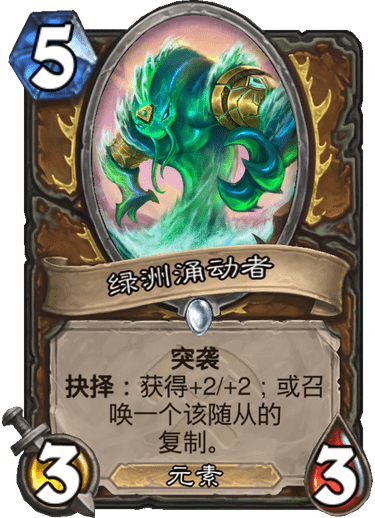 5
绿洲涌动者
突袭
抉择：获得+2/+2；或召
唤一个该随从的
复制。
3
元素
3